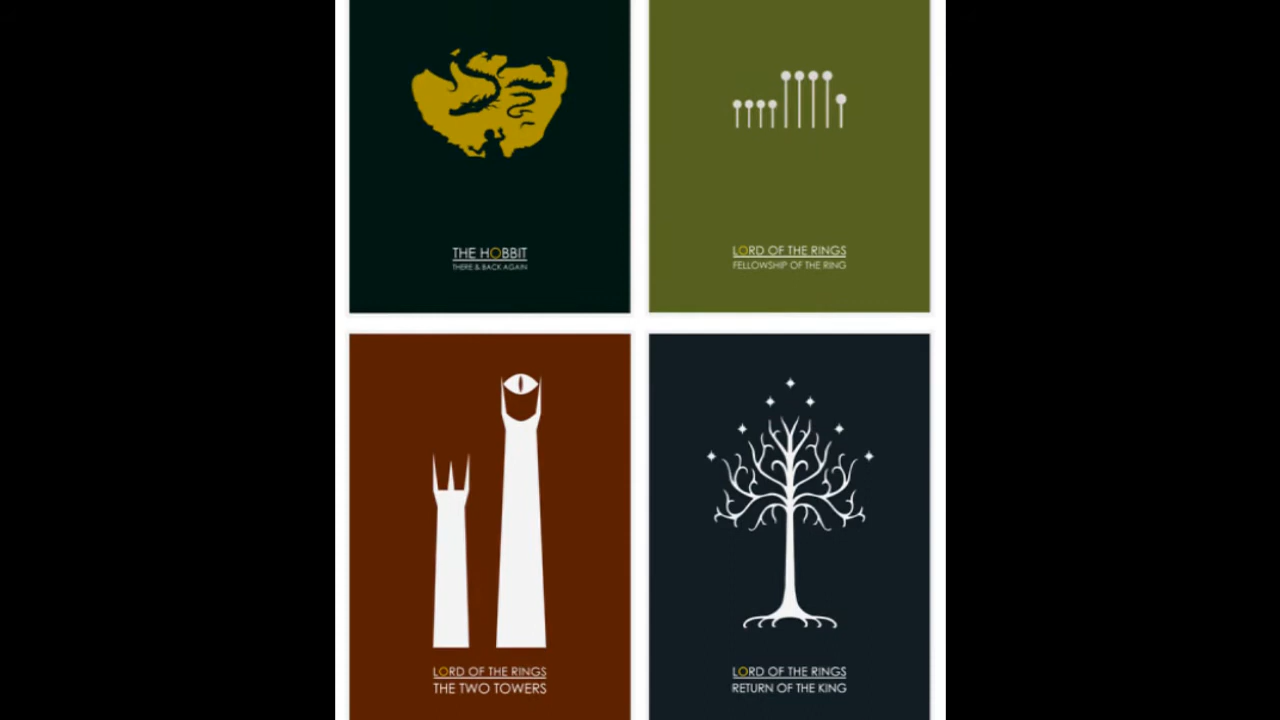 THE HOBBIT
THERE & BACK AGAIN
LORD OF THE RINGS
FELLOWSHIP OF THE RING
LORD OF THE RINGS
THE TWO TOWERS
LORD OF THE RINGS
RETURN OF THE KING